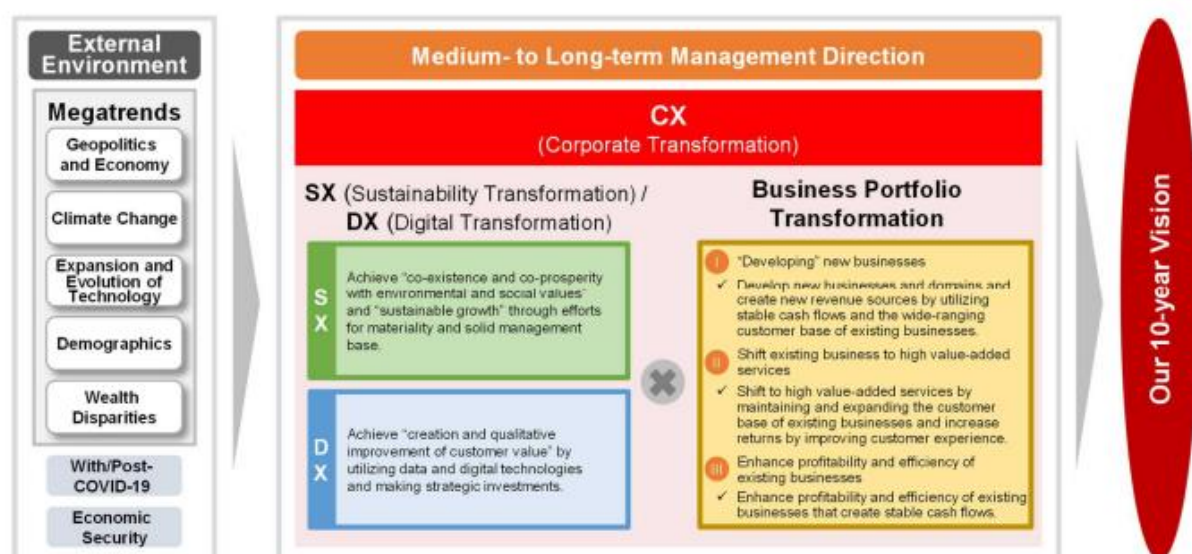 External
Environment
Megatrends
Geopolitics
and Economy
Climate Change
Expansion and
Evolution of
Technology
Demographics
Wealth
Disparities
With/Post-
COVID-19
Economic
Security
Medium- to Long-term Management Direction
CX
(Corporate Transformation)
SX (Sustainability Transformation) /
DX (Digital Transformation)
S
X
Achieve "co-existence and co-prosperity
with environmental and social values"
and "sustainable growth" through efforts
for materiality and solid management
base.
D
X
Achieve "creation and qualitative
improvement of customer value" by
utilizing data and digital technologies
and making strategic investments.
Business Portfolio
Transformation
I "Developing" new businesses
✓ Develop new businesses and domains and
create new revenue sources by utilizing
stable cash flows and the wide-ranging
customer base of existing businesses.
II Shift existing business to high value-added
services
✓ Shift to high value-added services by
maintaining and expanding the customer
base of existing businesses and increase
returns by improving customer experience.
III Enhance profitability and efficiency of
existing businesses
✓ Enhance profitability and efficiency of existing
businesses that create stable cash flows.
Our 10-year Vision